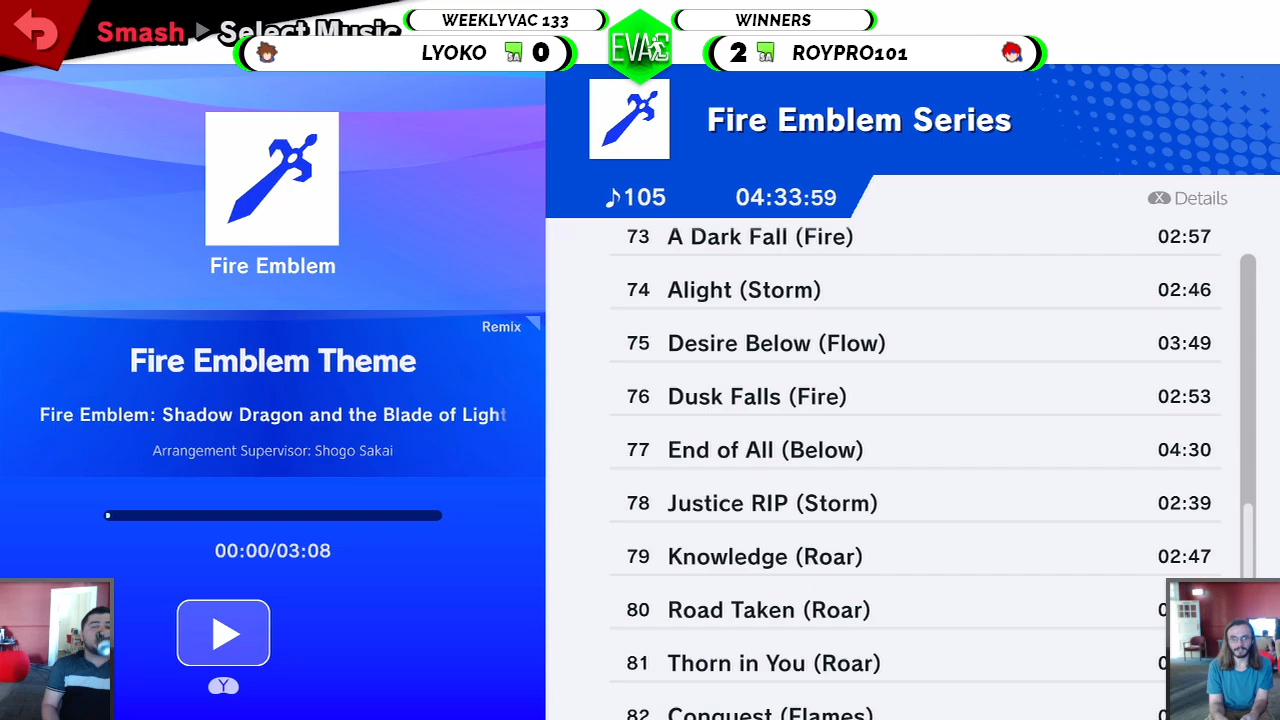 WEEKLYVAC 133
WINNERS
Smash ▶ Select Music
LYOKO SA 0
EVAC
2 SA ROYPRO101
Fire Emblem
Remix
Fire Emblem Theme
Fire Emblem: Shadow Dragon and the Blade of Light
Arrangement Supervisor: Shogo Sakai
00:00/03:08
Y
Fire Emblem Series
♪105 04:33:59
X Details
73 A Dark Fall (Fire) 02:57
74 Alight (Storm) 02:46
75 Desire Below (Flow) 03:49
76 Dusk Falls (Fire) 02:53
77 End of All (Below) 04:30
78 Justice RIP (Storm) 02:39
79 Knowledge (Roar) 02:47
80 Road Taken (Roar)
81 Thorn in You (Roar)
82 Conquest (Flames)